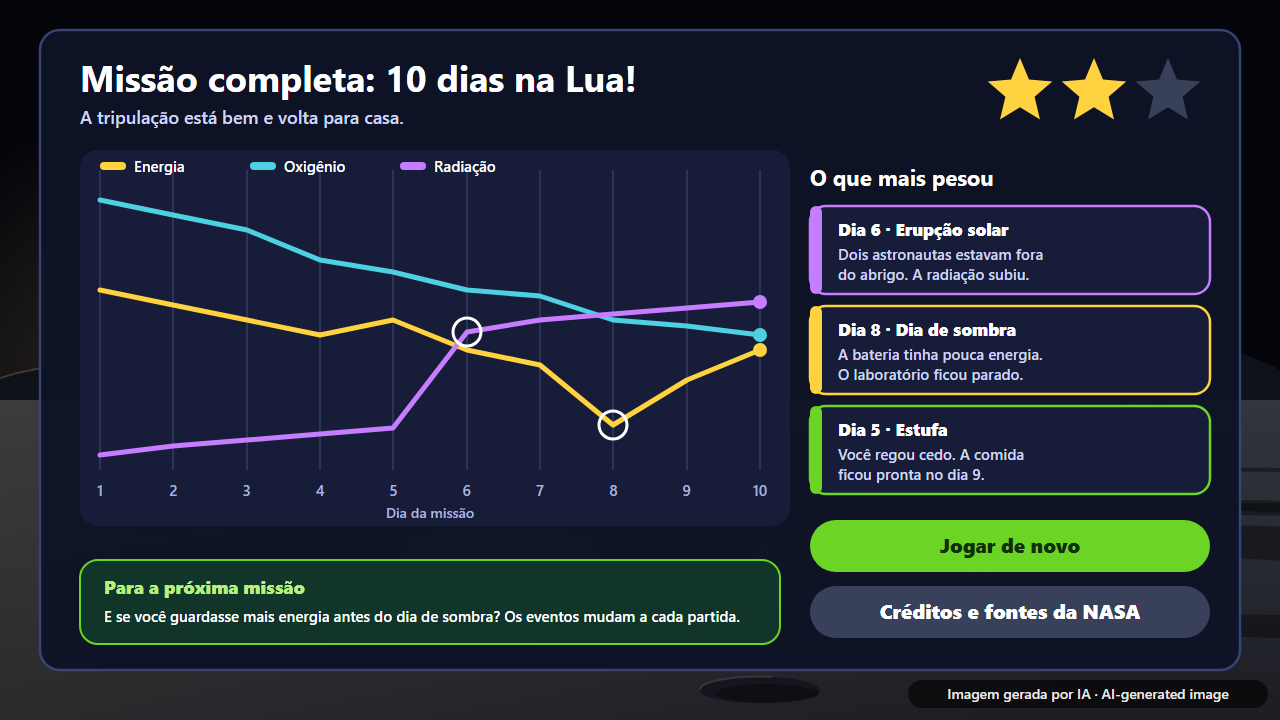 Missão completa: 10 dias na Lua!
A tripulação está bem e volta para casa.
Energia
Oxigênio
Radiação
1 2 3 4 5 6 7 8 9 10
Dia da missão
O que mais pesou
Dia 6 · Erupção solar
Dois astronautas estavam fora
do abrigo. A radiação subiu.
Dia 8 · Dia de sombra
A bateria tinha pouca energia.
O laboratório ficou parado.
Dia 5 · Estufa
Você regou cedo. A comida
ficou pronta no dia 9.
Para a próxima missão
E se você guardasse mais energia antes do dia de sombra? Os eventos mudam a cada partida.
Jogar de novo
Créditos e fontes da NASA
Imagem gerada por IA · AI-generated image